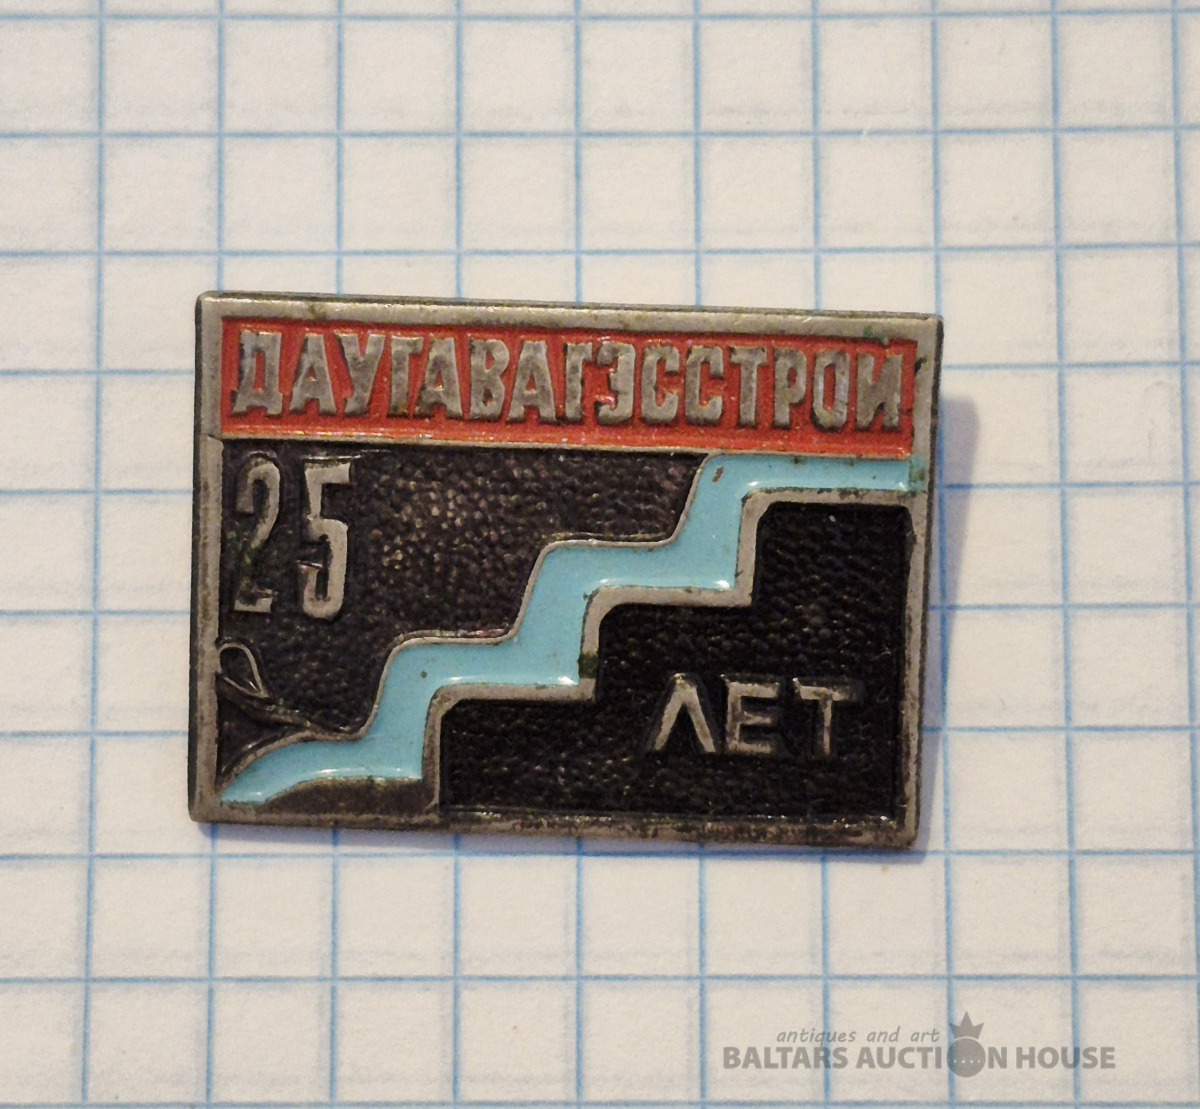 ДАУГАВАГЭССТРОЙ
25
ЛЕТ
antiques and art
BALTARS AUCTION HOUSE